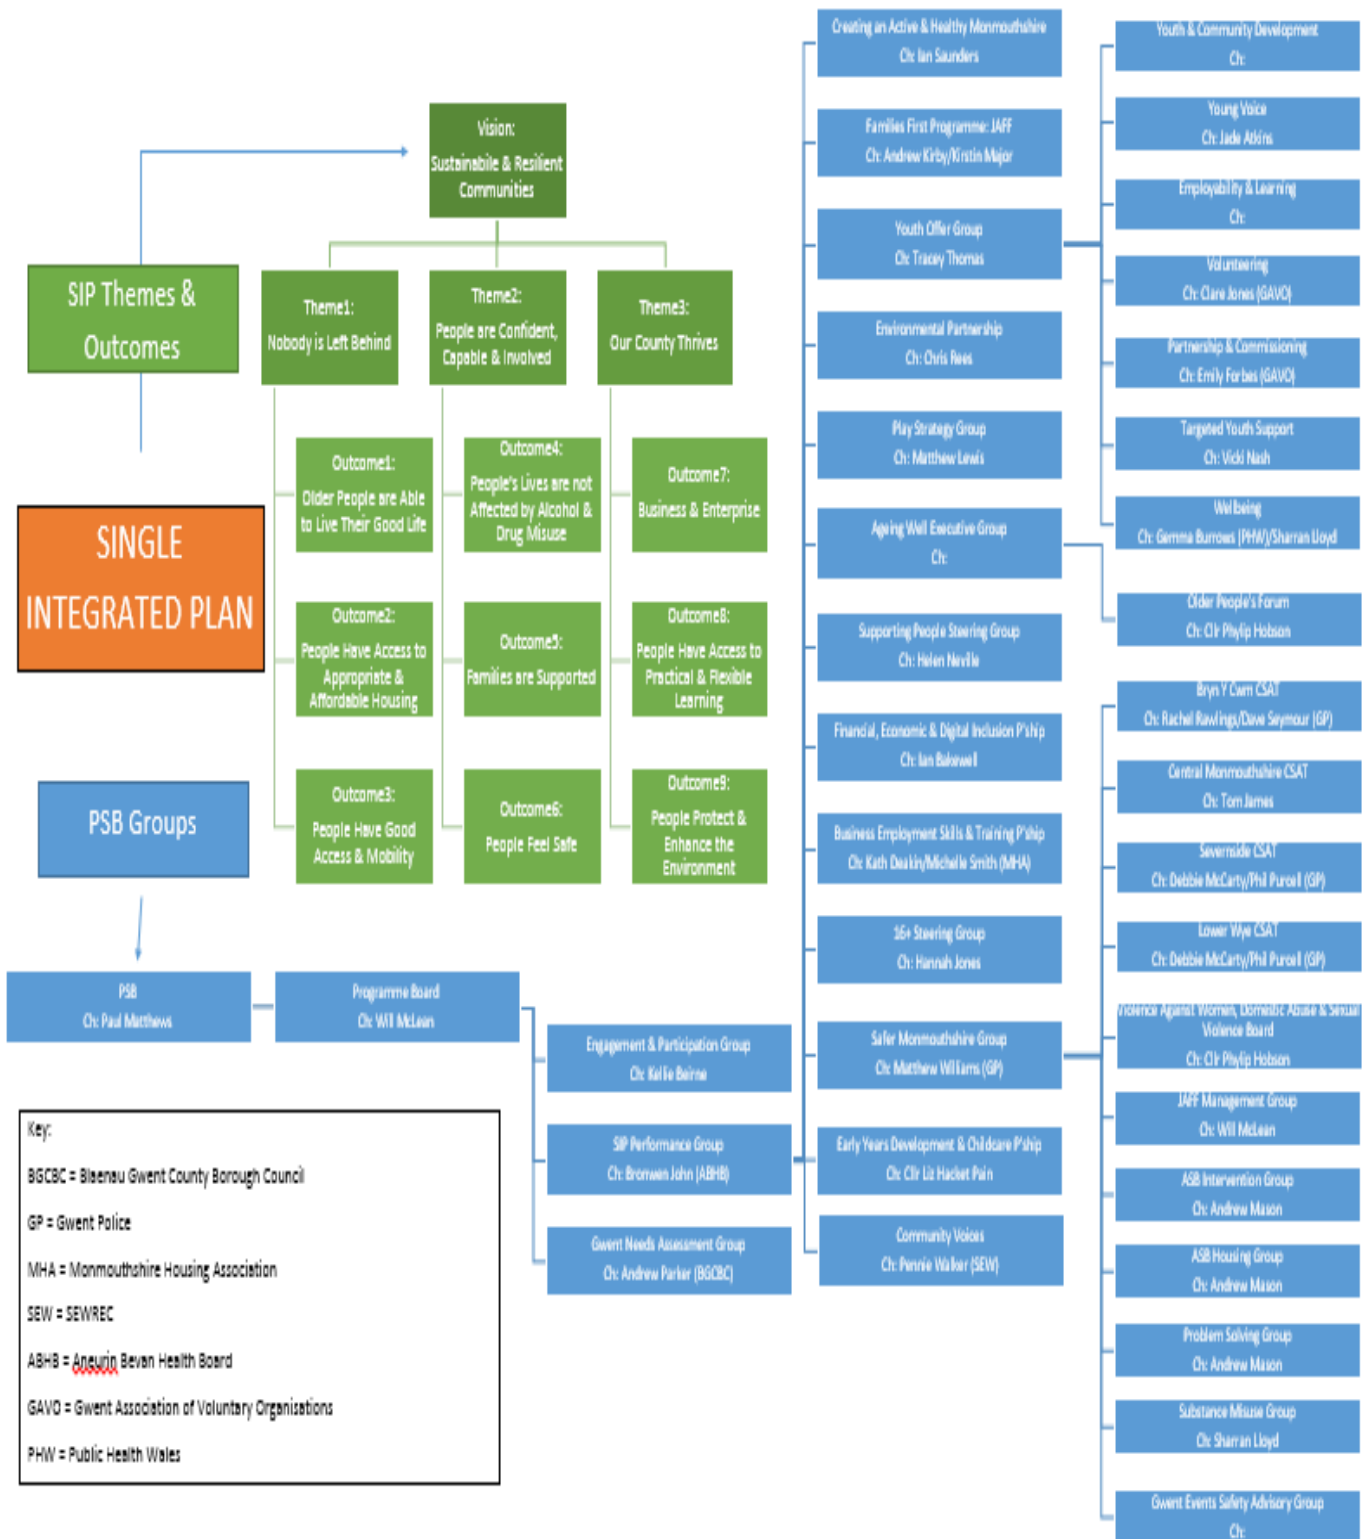 Vision:
Sustainabile & Resilient
Communities
SIP Themes &
Outcomes
Theme1:
Nobody is Left Behind
Theme2:
People are Confident,
Capable & Involved
Theme3:
Our County Thrives
Outcome1:
Older People are Able
to Live Their Good Life
Outcome4:
People's Lives are not
Affected by Alcohol &
Drug Misuse
Outcome7:
Business & Enterprise
SINGLE
INTEGRATED PLAN
Outcome2:
People Have Access to
Appropriate &
Affordable Housing
Outcome5:
Families are Supported
Outcome8:
People Have Access to
Practical & Flexible
Learning
PSB Groups
Outcome3:
People Have Good
Access & Mobility
Outcome6:
People Feel Safe
Outcome9:
People Protect &
Enhance the
Environment
PSB
Ch: Paul Matthews
Programme Board
Ch: Will McLean
Engagement & Participation Group
Ch: Kellie Beirne
SIP Performance Group
Ch: Bronwen John (ABHB)
Gwent Needs Assessment Group
Ch: Andrew Parker (BGCBC)
Creating an Active & Healthy Monmouthshire
Ch: Ian Saunders
Families First Programme: JAFF
Ch: Andrew Kirby/Kirstin Major
Youth Offer Group
Ch: Tracey Thomas
Environmental Partnership
Ch: Chris Rees
Play Strategy Group
Ch: Matthew Lewis
Ageing Well Executive Group
Ch:
Supporting People Steering Group
Ch: Helen Neville
Financial, Economic & Digital Inclusion P'ship
Ch: Ian Bakewell
Business Employment Skills & Training P'ship
Ch: Kath Deakin/Michelle Smith (MHA)
16+ Steering Group
Ch: Hannah Jones
Safer Monmouthshire Group
Ch: Matthew Williams (GP)
Early Years Development & Childcare P'ship
Ch: Cllr Liz Hacket Pain
Community Voices
Ch: Pennie Walker (SEW)
Youth & Community Development
Ch:
Young Voice
Ch: Jade Atkins
Employability & Learning
Ch:
Volunteering
Ch: Clare Jones (GAVO)
Partnership & Commissioning
Ch: Emily Forbes (GAVO)
Targeted Youth Support
Ch: Vicki Nash
Wellbeing
Ch: Gemma Burrows (PHW)/Sharran Lloyd
Older People's Forum
Ch: Cllr Phylip Hobson
Bryn Y Cwm CSAT
Ch: Rachel Rawlings/Dave Seymour (GP)
Central Monmouthshire CSAT
Ch: Tom James
Severnside CSAT
Ch: Debbie McCarty/Phil Purcell (GP)
Lower Wye CSAT
Ch: Debbie McCarty/Phil Purcell (GP)
Violence Against Women, Domestic Abuse & Sexual
Violence Board
Ch: Cllr Phylip Hobson
JAFF Management Group
Ch: Will McLean
ASB Intervention Group
Ch: Andrew Mason
ASB Housing Group
Ch: Andrew Mason
Problem Solving Group
Ch: Andrew Mason
Substance Misuse Group
Ch: Sharran Lloyd
Gwent Events Safety Advisory Group
Ch:
Key:
BGCBC = Blaenau Gwent County Borough Council
GP = Gwent Police
MHA = Monmouthshire Housing Association
SEW = SEWREC
ABHB = Aneurin Bevan Health Board
GAVO = Gwent Association of Voluntary Organisations
PHW = Public Health Wales